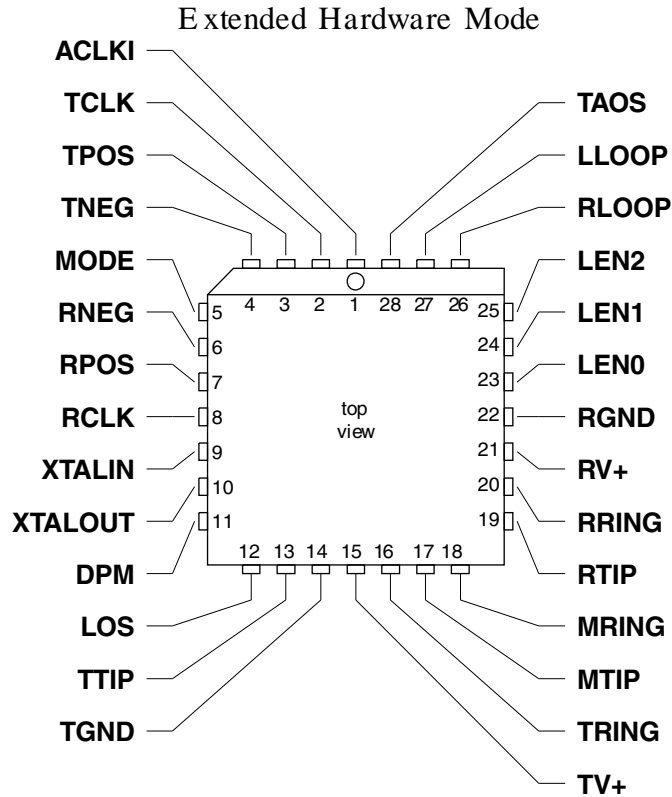 Extended Hardware Mode
ACLKI
TCLK
TPOS
TNEG
MODE
RNEG
RPOS
RCLK
XTALIN
XTALOUT
DPM
LOS
TTIP
TGND
4 3 2 1 28 27 26
5
6
7
8
9
10
11
top
view
25
24
23
22
21
20
19
12 13 14 15 16 17 18
TAOS
LLOOP
RLOOP
LEN2
LEN1
LEN0
RGND
RV+
RRING
RTIP
MRING
MTIP
TRING
TV+